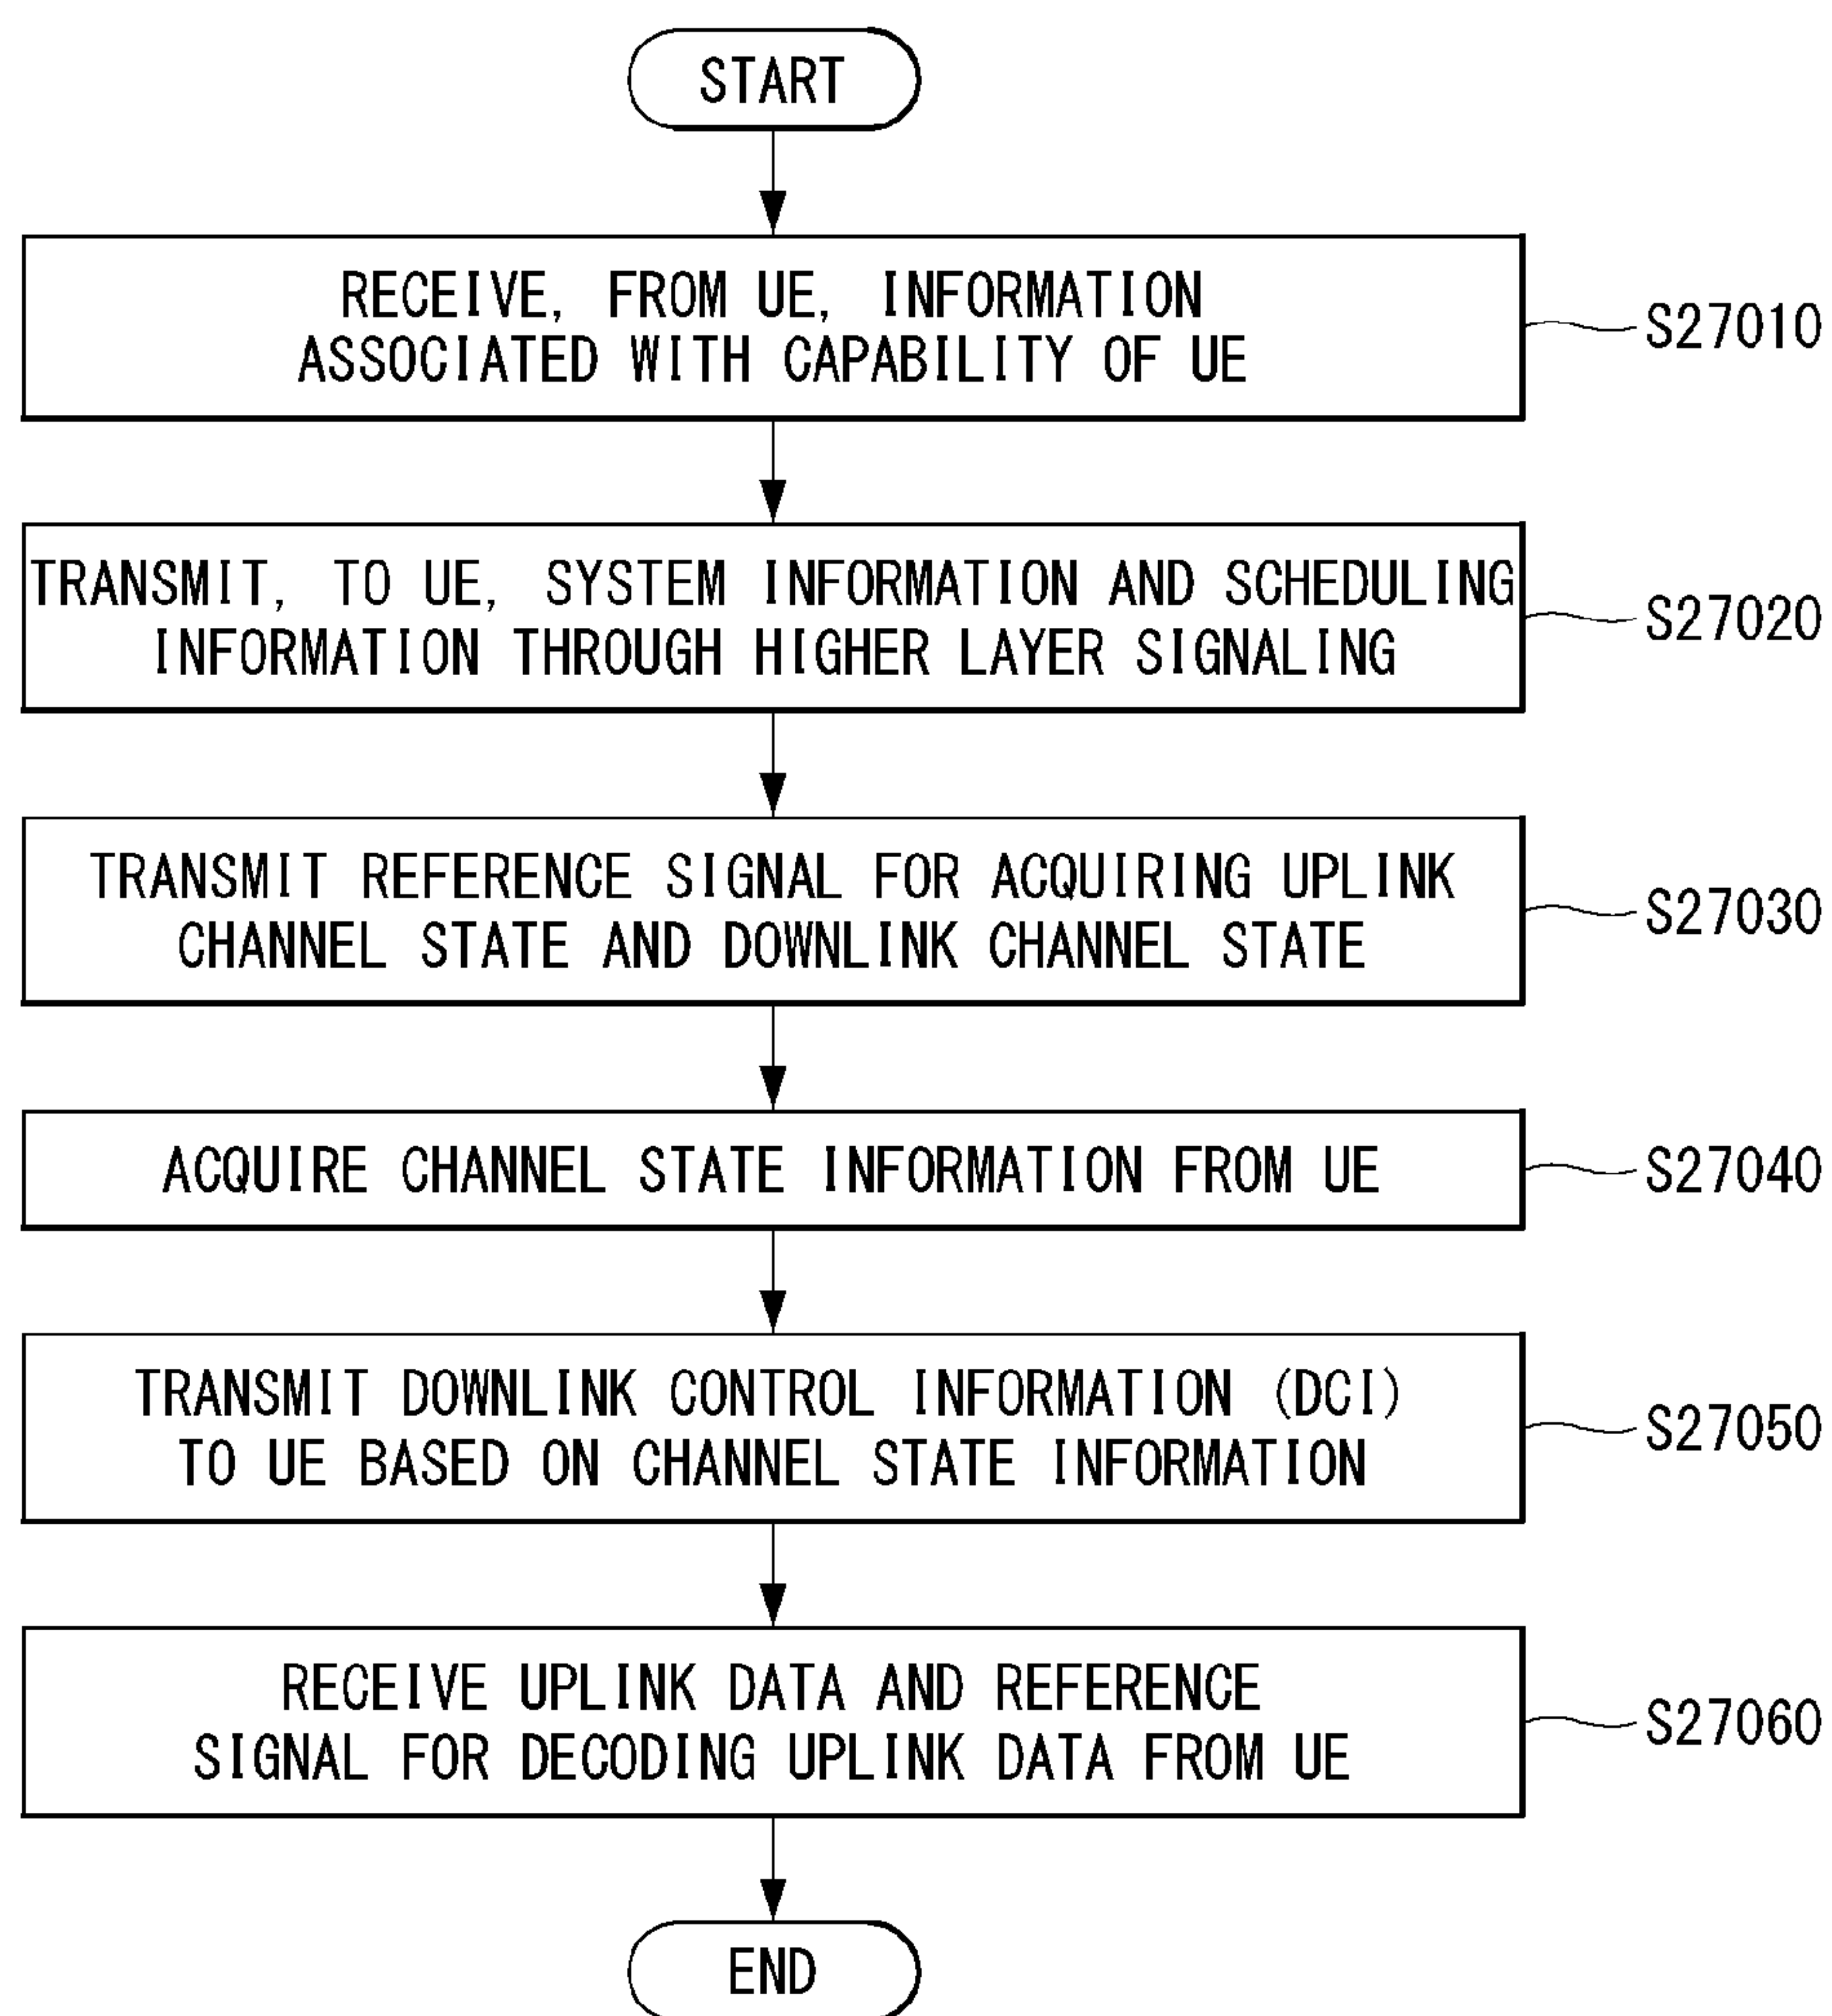 START
RECEIVE, FROM UE, INFORMATION
ASSOCIATED WITH CAPABILITY OF UE
S27010
TRANSMIT, TO UE, SYSTEM INFORMATION AND SCHEDULING
INFORMATION THROUGH HIGHER LAYER SIGNALING
S27020
TRANSMIT REFERENCE SIGNAL FOR ACQUIRING UPLINK
CHANNEL STATE AND DOWNLINK CHANNEL STATE
S27030
ACQUIRE CHANNEL STATE INFORMATION FROM UE
S27040
TRANSMIT DOWNLINK CONTROL INFORMATION (DCI)
TO UE BASED ON CHANNEL STATE INFORMATION
S27050
RECEIVE UPLINK DATA AND REFERENCE
SIGNAL FOR DECODING UPLINK DATA FROM UE
S27060
END